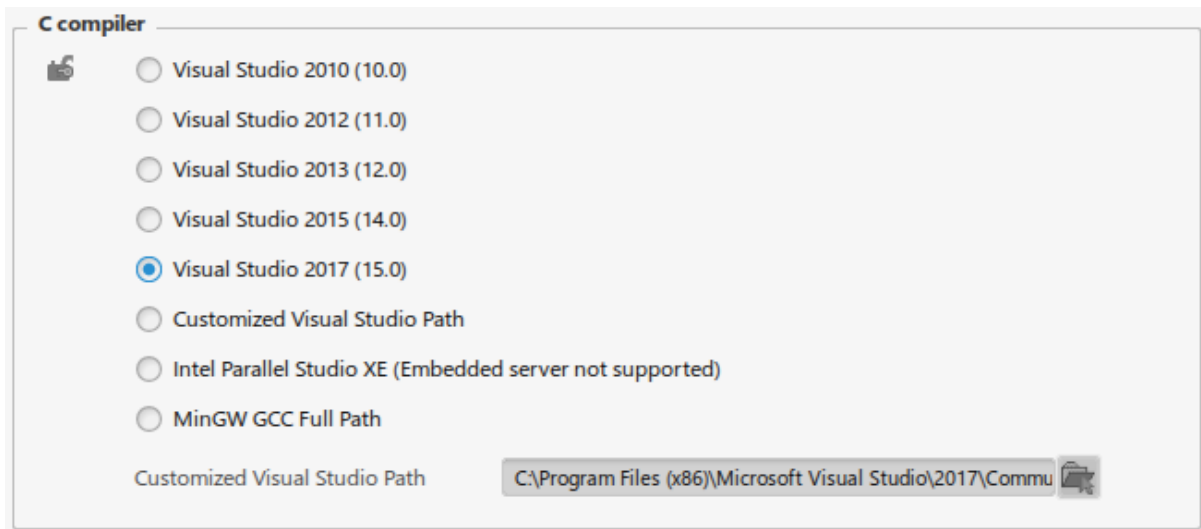 C compiler
Visual Studio 2010 (10.0)
Visual Studio 2012 (11.0)
Visual Studio 2013 (12.0)
Visual Studio 2015 (14.0)
Visual Studio 2017 (15.0)
Customized Visual Studio Path
Intel Parallel Studio XE (Embedded server not supported)
MinGW GCC Full Path
Customized Visual Studio Path C:\Program Files (x86)\Microsoft Visual Studio\2017\Commu